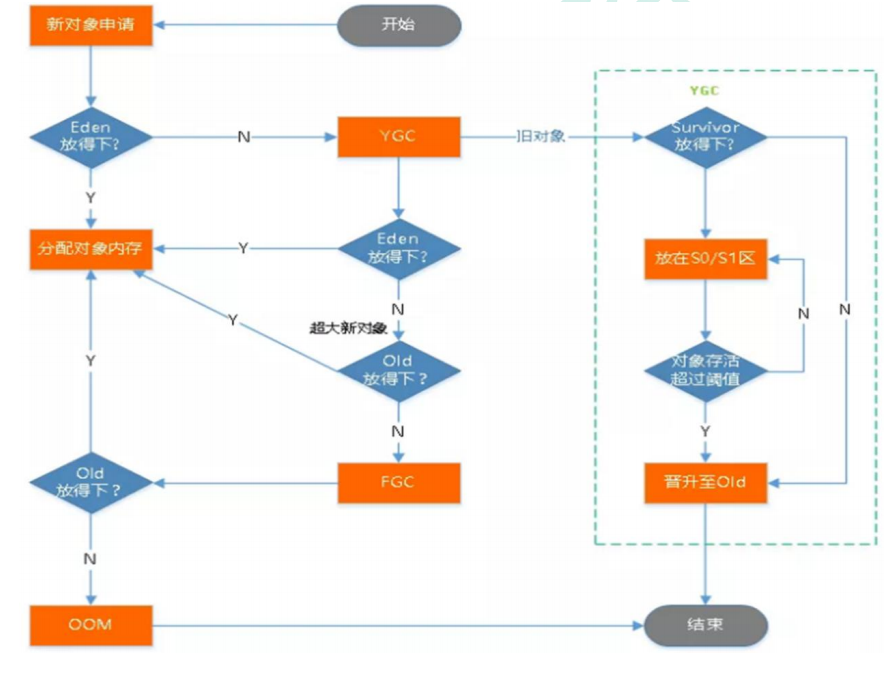 新对象申请
开始
YGC
Eden
放得下?
N
YGC
旧对象
Survivor
放得下?
Y
分配对象内存
Y
Eden
放得下?
放在S0/S1区
N
超大新对象
Y
N
N
Y
Old
放得下?
对象存活
超过阈值
N
Y
Old
放得下?
FGC
晋升至Old
N
OOM
结束